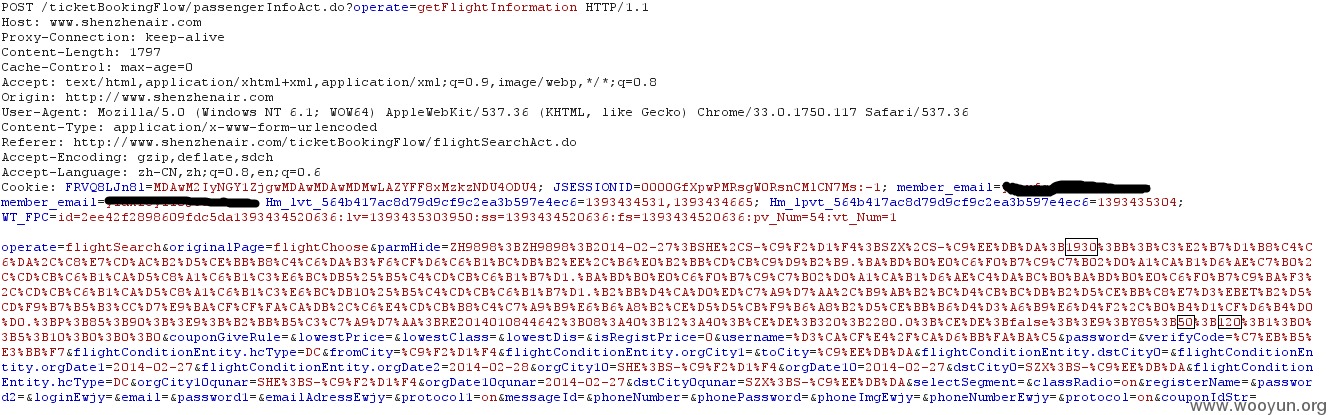 POST /ticketBookingFlow/passengerInfoAct.do?operate=getFlightInformation HTTP/1.1
Host: www.shenzhenair.com
Proxy-Connection: keep-alive
Content-Length: 1797
Cache-Control: max-age=0
Accept: text/html,application/xhtml+xml,application/xml;q=0.9,image/webp,*/*;q=0.8
Origin: http://www.shenzhenair.com
User-Agent: Mozilla/5.0 (Windows NT 6.1; WOW64) AppleWebKit/537.36 (KHTML, like Gecko) Chrome/33.0.1750.117 Safari/537.36
Content-Type: application/x-www-form-urlencoded
Referer: http://www.shenzhenair.com/ticketBookingFlow/flightSearchAct.do
Accept-Encoding: gzip,deflate,sdch
Accept-Language: zh-CN,zh;q=0.8,en;q=0.6
Cookie: FRVQ8LJn81=MDAwM2IyNGY1ZjgwMDAwMDAwMDMwLAZYFF8xMzkzNDU4ODU4; JSESSIONID=0000GfXpwPMRsgWORsnCMlCN7Ms:-1; member_email=
member_email= Hm_lvt_564b417ac8d79d9cf9c2ea3b597e4ec6=1393434531,1393434665; Hm_lpvt_564b417ac8d79d9cf9c2ea3b597e4ec6=1393435304;
WT_FPC=id=2ee42f2898609fdc5da1393434520636:lv=1393435303950:ss=1393434520636:fs=1393434520636:pv_Num=54:vt_Num=1
operate=flightSearch&originalPage=flightChoose&parmHide=ZH9898%3BZH9898%3B2014-02-27%3BSHE%2CS-%C9%F2%D1%F4%3BSZX%2CS-%C9%EE%DB%DA%3B1930%3BB%3B%C3%E2%B7%D1%B8%C4%C
6%DA%2C%C8%E7%CD%AC%B2%D5%CE%BB%B8%C4%C6%DA%B3%F6%CF%D6%C6%B1%BC%DB%B2%EE%2C%B6%E0%B2%BB%CD%CB%C9%D9%B2%B9.%BA%BD%B0%E0%C6%F0%B7%C9%C7%B02%D0%A1%CA%B1%D6%AE%C7%B0%2
C%CD%CB%C6%B1%CA%D5%C8%A1%C6%B1%C3%E6%BC%DB5%25%B5%C4%CD%CB%C6%B1%B7%D1.%BA%BD%B0%E0%C6%F0%B7%C9%C7%B02%D0%A1%CA%B1%D6%AE%C4%DA%BC%B0%BA%BD%B0%E0%C6%F0%B7%C9%BA%F3%
2C%CD%CB%C6%B1%CA%D5%C8%A1%C6%B1%C3%E6%BC%DB10%25%B5%C4%CD%CB%C6%B1%B7%D1.%B2%BB%D4%CA%D0%ED%C7%A9%D7%AA%2C%B9%AB%B2%BC%D4%CB%BC%DB%B2%D5%CE%BB%C8%E7%D3%EBET%B2%D5%
CD%F9%B7%B5%B3%CC%D7%E9%BA%CF%CF%FA%CA%DB%2C%C6%E4%CD%CB%B8%C4%C7%A9%B9%E6%B6%A8%B2%CE%D5%D5%CB%F9%B6%A8%B2%D5%CE%BB%B6%D4%D3%A6%B9%E6%D4%F2%2C%B2%D0%B4%D1%CF%D6%B4%D0
%D0.%3BP%3B85%3B90%3B%3E9%3B%B2%BB%B5%C3%C7%A9%D7%AA%3BRE2014010844642%3B08%3A40%3B12%3A40%3B%CE%DE%3B320%3B2280.0%3B%CE%DE%3Bfalse%3B%3E9%3BY85%3B50%3B120%3B1%3B0%
3B5%3B10%3B0%3B0%3B0&couponGiveRule=&lowestPrice=&lowestClass=&lowestDis=&isRegistPrice=0&username=%D3%CA%CF%E4%2F%CA%D6%BB%FA%BA%C5&password=&verifyCode=%C7%EB%B5%
E3%BB%F7&flightConditionEntity.hcType=DC&fromCity=%C9%F2%D1%F4&flightConditionEntity.orgCity1=&toCity=%C9%EE%DB%DA&flightConditionEntity.dstCity0=&flightConditionEn
tity.orgDate1=2014-02-27&flightConditionEntity.orgDate2=2014-02-28&orgCity10=SHE%3BS-%C9%F2%D1%F4&orgDate10=2014-02-27&dstCity0=SZX%3BS-%C9%EE%DB%DA&flightCondition
Entity.hcType=DC&orgCity10qunar=SHE%3BS-%C9%F2%D1%F4&orgDate10qunar=2014-02-27&dstCity0qunar=SZX%3BS-%C9%EE%DB%DA&selectSegment=&classRadio=on&registerName=&passwor
d2=&loginEwjy=&email=&password1=&emailAdressEwjy=&protocol1=on&messageId=&phoneNumber=&phonePassword=&phoneImgEwjy=&phoneNumberEwjy=&protocol=on&couponIdStr=
www.wooyun.org